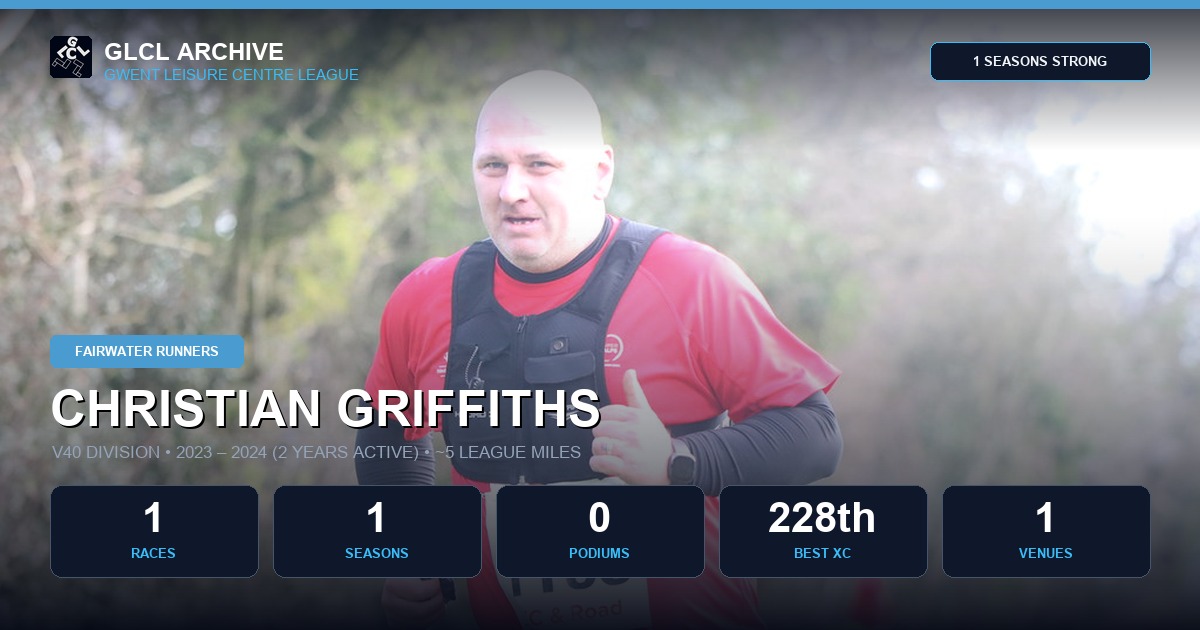 GLCL ARCHIVE
GWENT LEISURE CENTRE LEAGUE
1 SEASONS STRONG
FAIRWATER RUNNERS
CHRISTIAN GRIFFITHS
V40 DIVISION • 2023 – 2024 (2 YEARS ACTIVE) • ~5 LEAGUE MILES
1
RACES
1
SEASONS
0
PODIUMS
228th
BEST XC
1
VENUES
C & Road